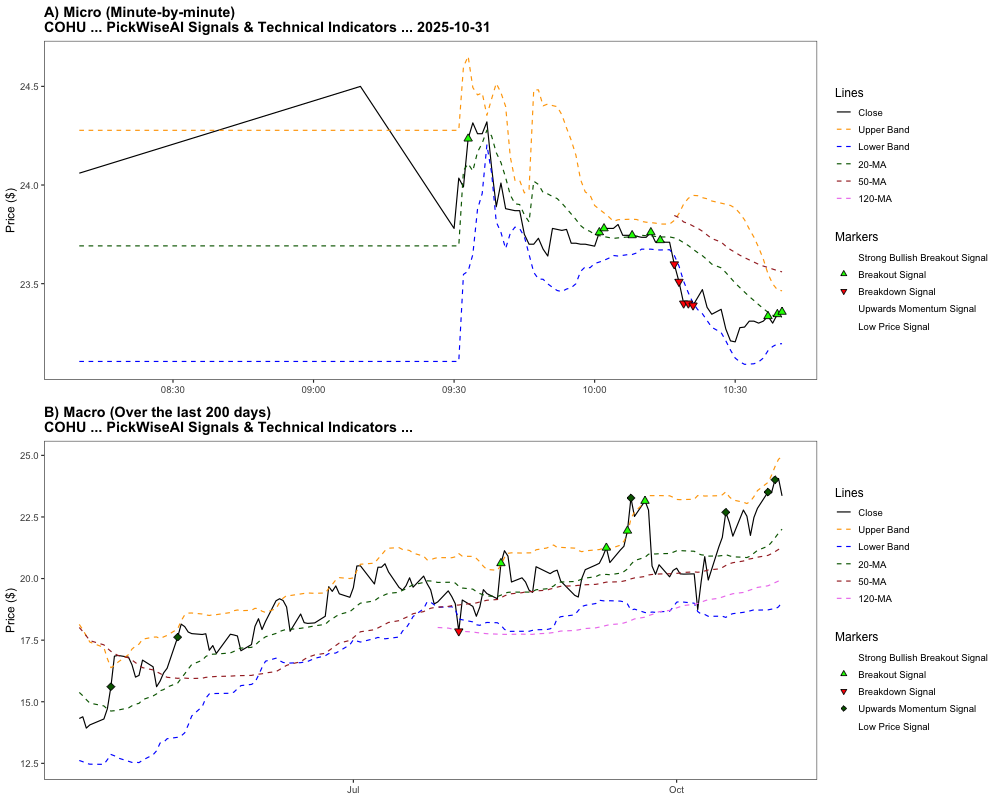 A) Micro (Minute-by-minute)
COHU ... PickWiseAI Signals & Technical Indicators ... 2025-10-31
Price ($)
24.5
24.0
23.5
08:30
09:00
09:30
10:00
10:30
Lines
Close
Upper Band
Lower Band
20-MA
50-MA
120-MA
Markers
Strong Bullish Breakout Signal
Breakout Signal
Breakdown Signal
Upwards Momentum Signal
Low Price Signal
B) Macro (Over the last 200 days)
COHU ... PickWiseAI Signals & Technical Indicators ...
Price ($)
25.0
22.5
20.0
17.5
15.0
12.5
Jul
Oct
Lines
Close
Upper Band
Lower Band
20-MA
50-MA
120-MA
Markers
Strong Bullish Breakout Signal
Breakout Signal
Breakdown Signal
Upwards Momentum Signal
Low Price Signal